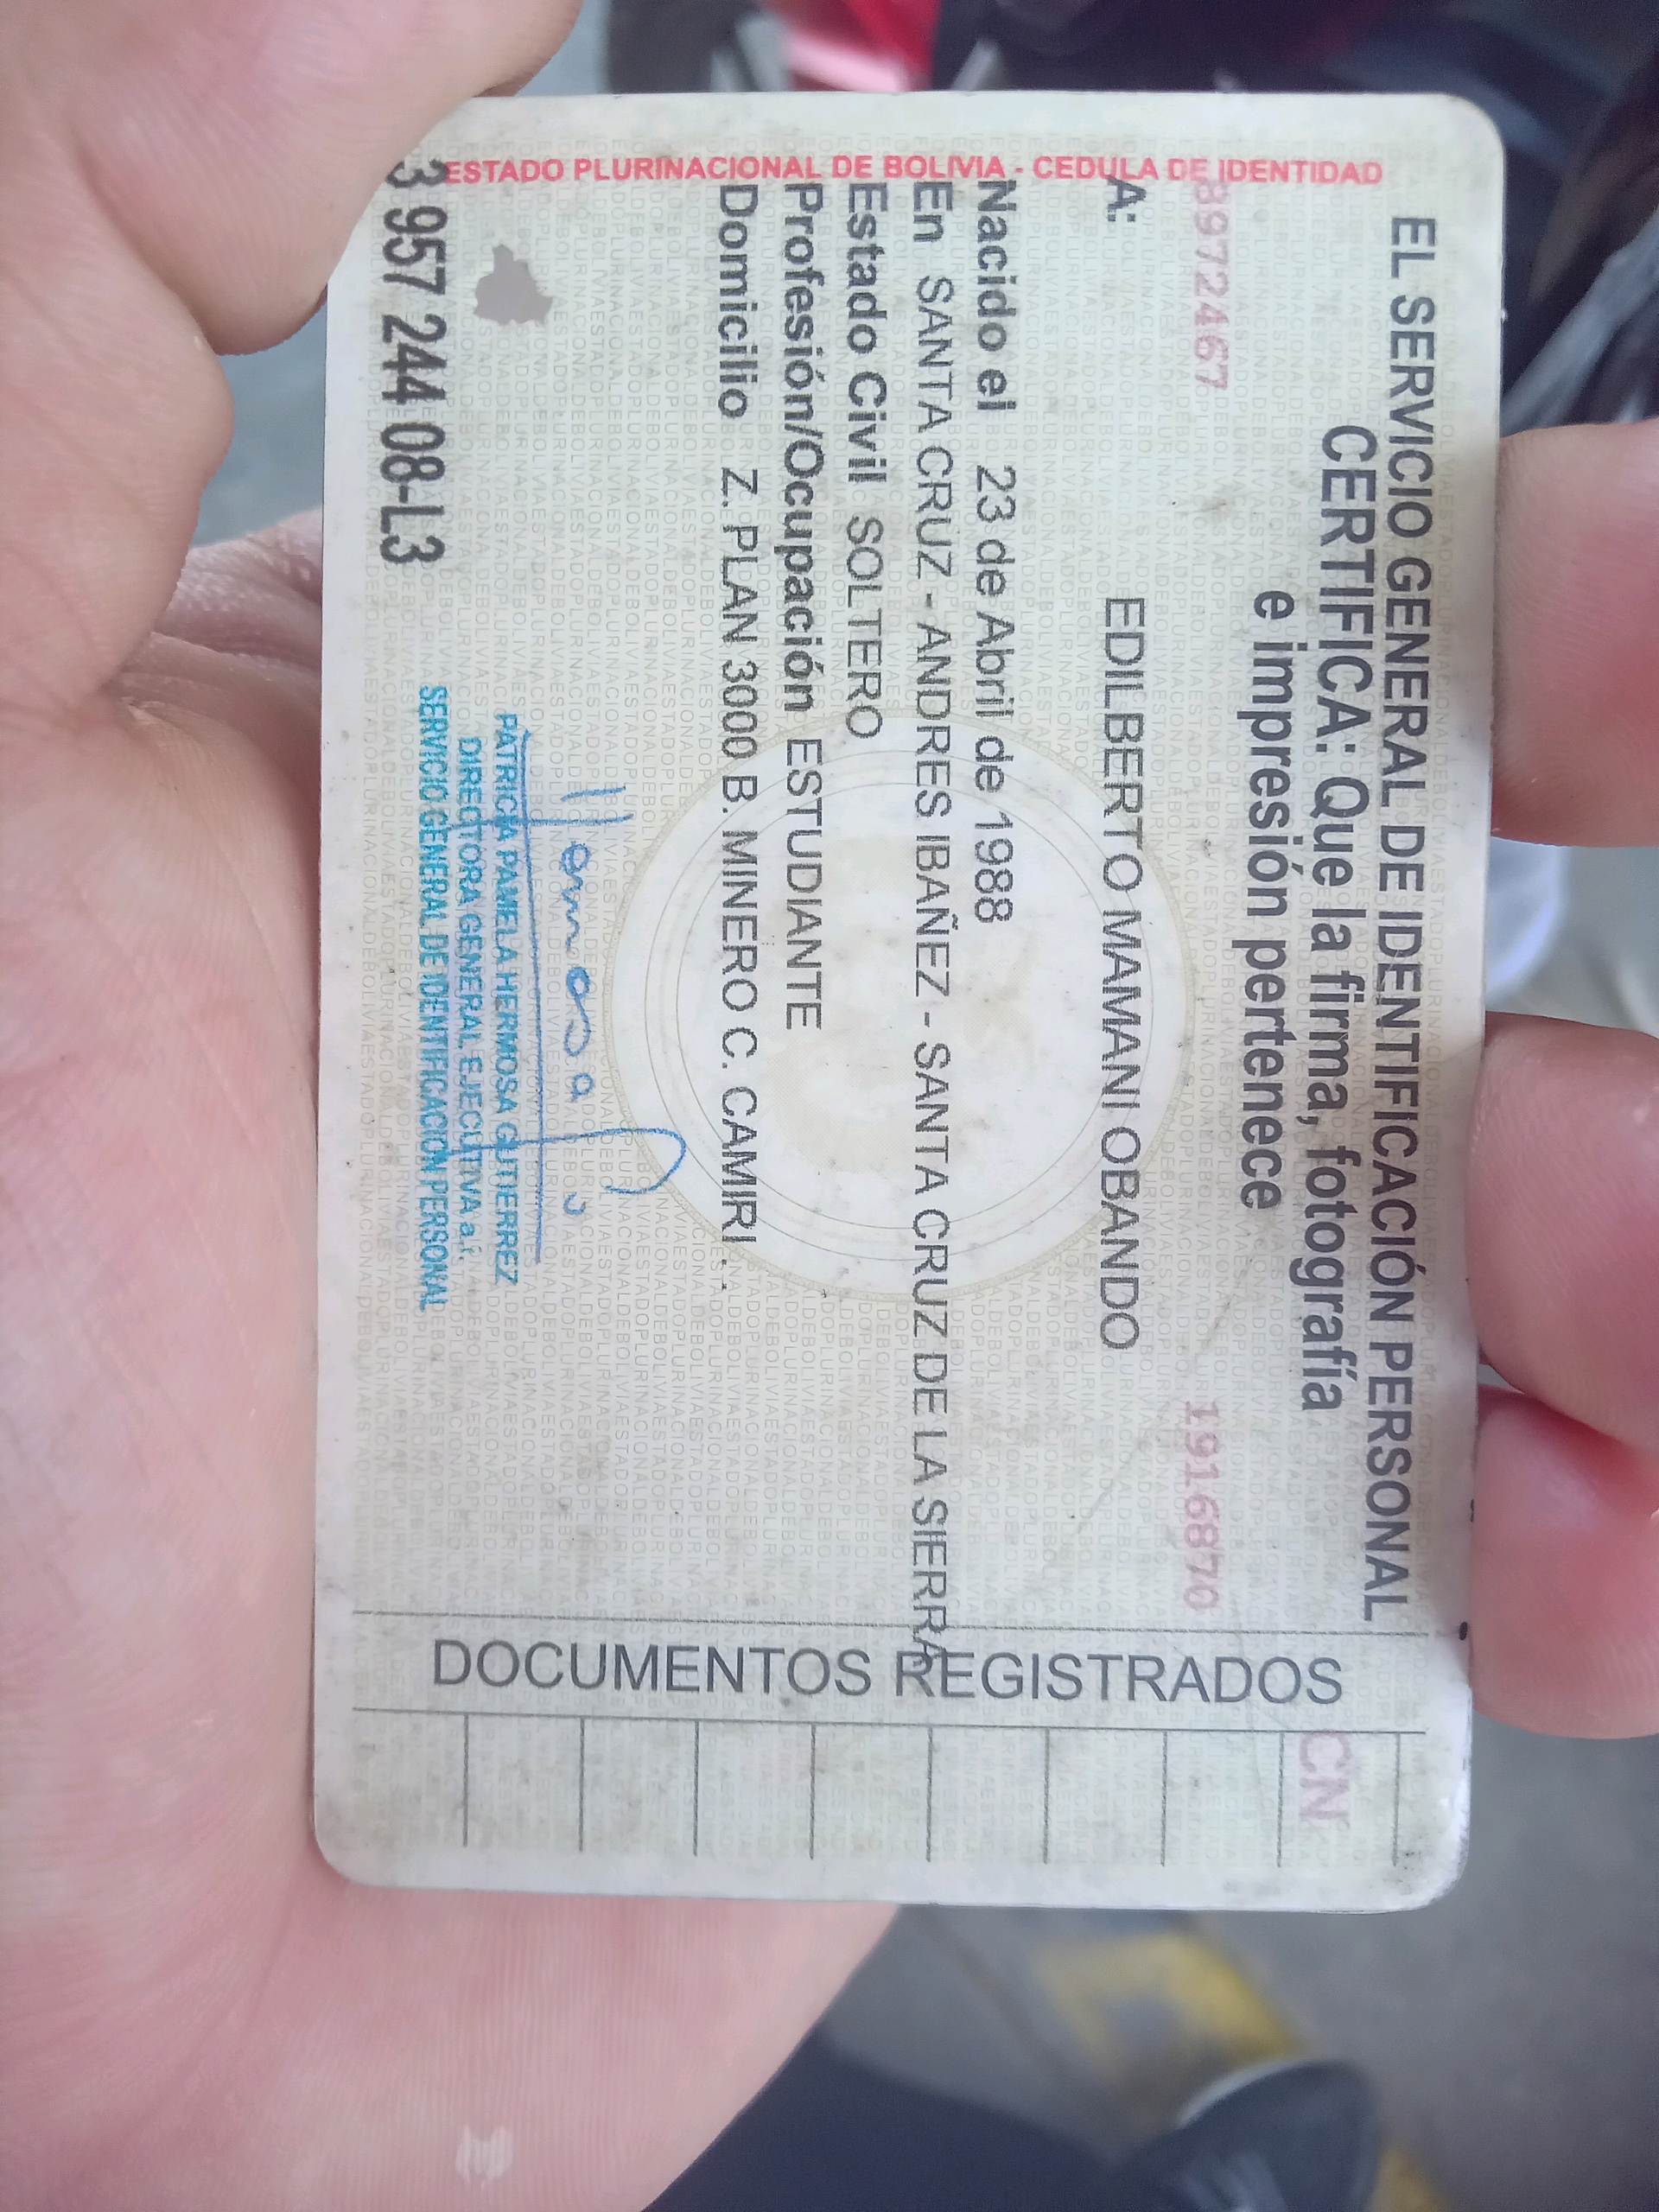 EL SERVICIO GENERAL DE IDENTIFICACIÓN PERSONAL
CERTIFICA: Que la firma, fotografía
e impresión pertenece
8972467 1916870
A: EDILBERTO MAMANI OBANDO
Nacido el 23 de Abril de 1988
En SANTA CRUZ - ANDRES IBAÑEZ - SANTA CRUZ DE LA SIERRA
Estado Civil SOLTERO
Profesión/Ocupación ESTUDIANTE
Domicilio Z. PLAN 3000 B. MINERO C. CAMIRI . .
PATRICIA PAMELA HERMOSA GUTIERREZ
DIRECTORA GENERAL EJECUTIVA a.i.
SERVICIO GENERAL DE IDENTIFICACION PERSONAL
3 957 244 08-L3
ESTADO PLURINACIONAL DE BOLIVIA - CEDULA DE IDENTIDAD
DOCUMENTOS REGISTRADOS
CN